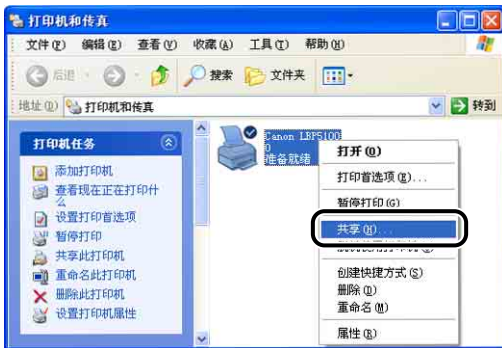 打印机和传真
文件(F) 编辑(E) 查看(V) 收藏(A) 工具(T) 帮助(H)
后退 搜索 文件夹
地址(D) 打印机和传真 转到
打印机任务
添加打印机
查看现在正在打印什
么
设置打印首选项
暂停打印
共享此打印机
重命名此打印机
删除此打印机
设置打印机属性
Canon LBP5100
0
准备就绪
打开(O)
打印首选项(E)...
暂停打印(G)
共享(H)...
创建快捷方式(S)
删除(D)
重命名(M)
属性(R)